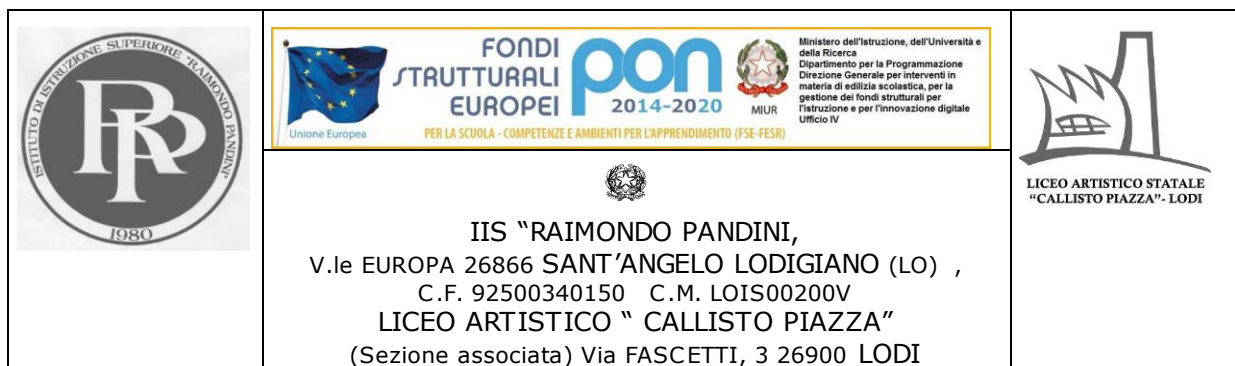 ISTITUTO DI ISTRUZIONE SUPERIORE "RAIMONDO PANDINI"
1980
Unione Europea
FONDI
STRUTTURALI
EUROPEI
pon
2014-2020
MIUR
Ministero dell'Istruzione, dell'Università e
della Ricerca
Dipartimento per la Programmazione
Direzione Generale per interventi in
materia di edilizia scolastica, per la
gestione dei fondi strutturali per
l'istruzione e per l'innovazione digitale
Ufficio IV
PER LA SCUOLA - COMPETENZE E AMBIENTI PER L'APPRENDIMENTO (FSE-FESR)
LICEO ARTISTICO STATALE
"CALLISTO PIAZZA"- LODI
IIS "RAIMONDO PANDINI,
V.le EUROPA 26866 SANT'ANGELO LODIGIANO (LO) ,
C.F. 92500340150 C.M. LOIS00200V
LICEO ARTISTICO " CALLISTO PIAZZA"
(Sezione associata) Via FASCETTI, 3 26900 LODI